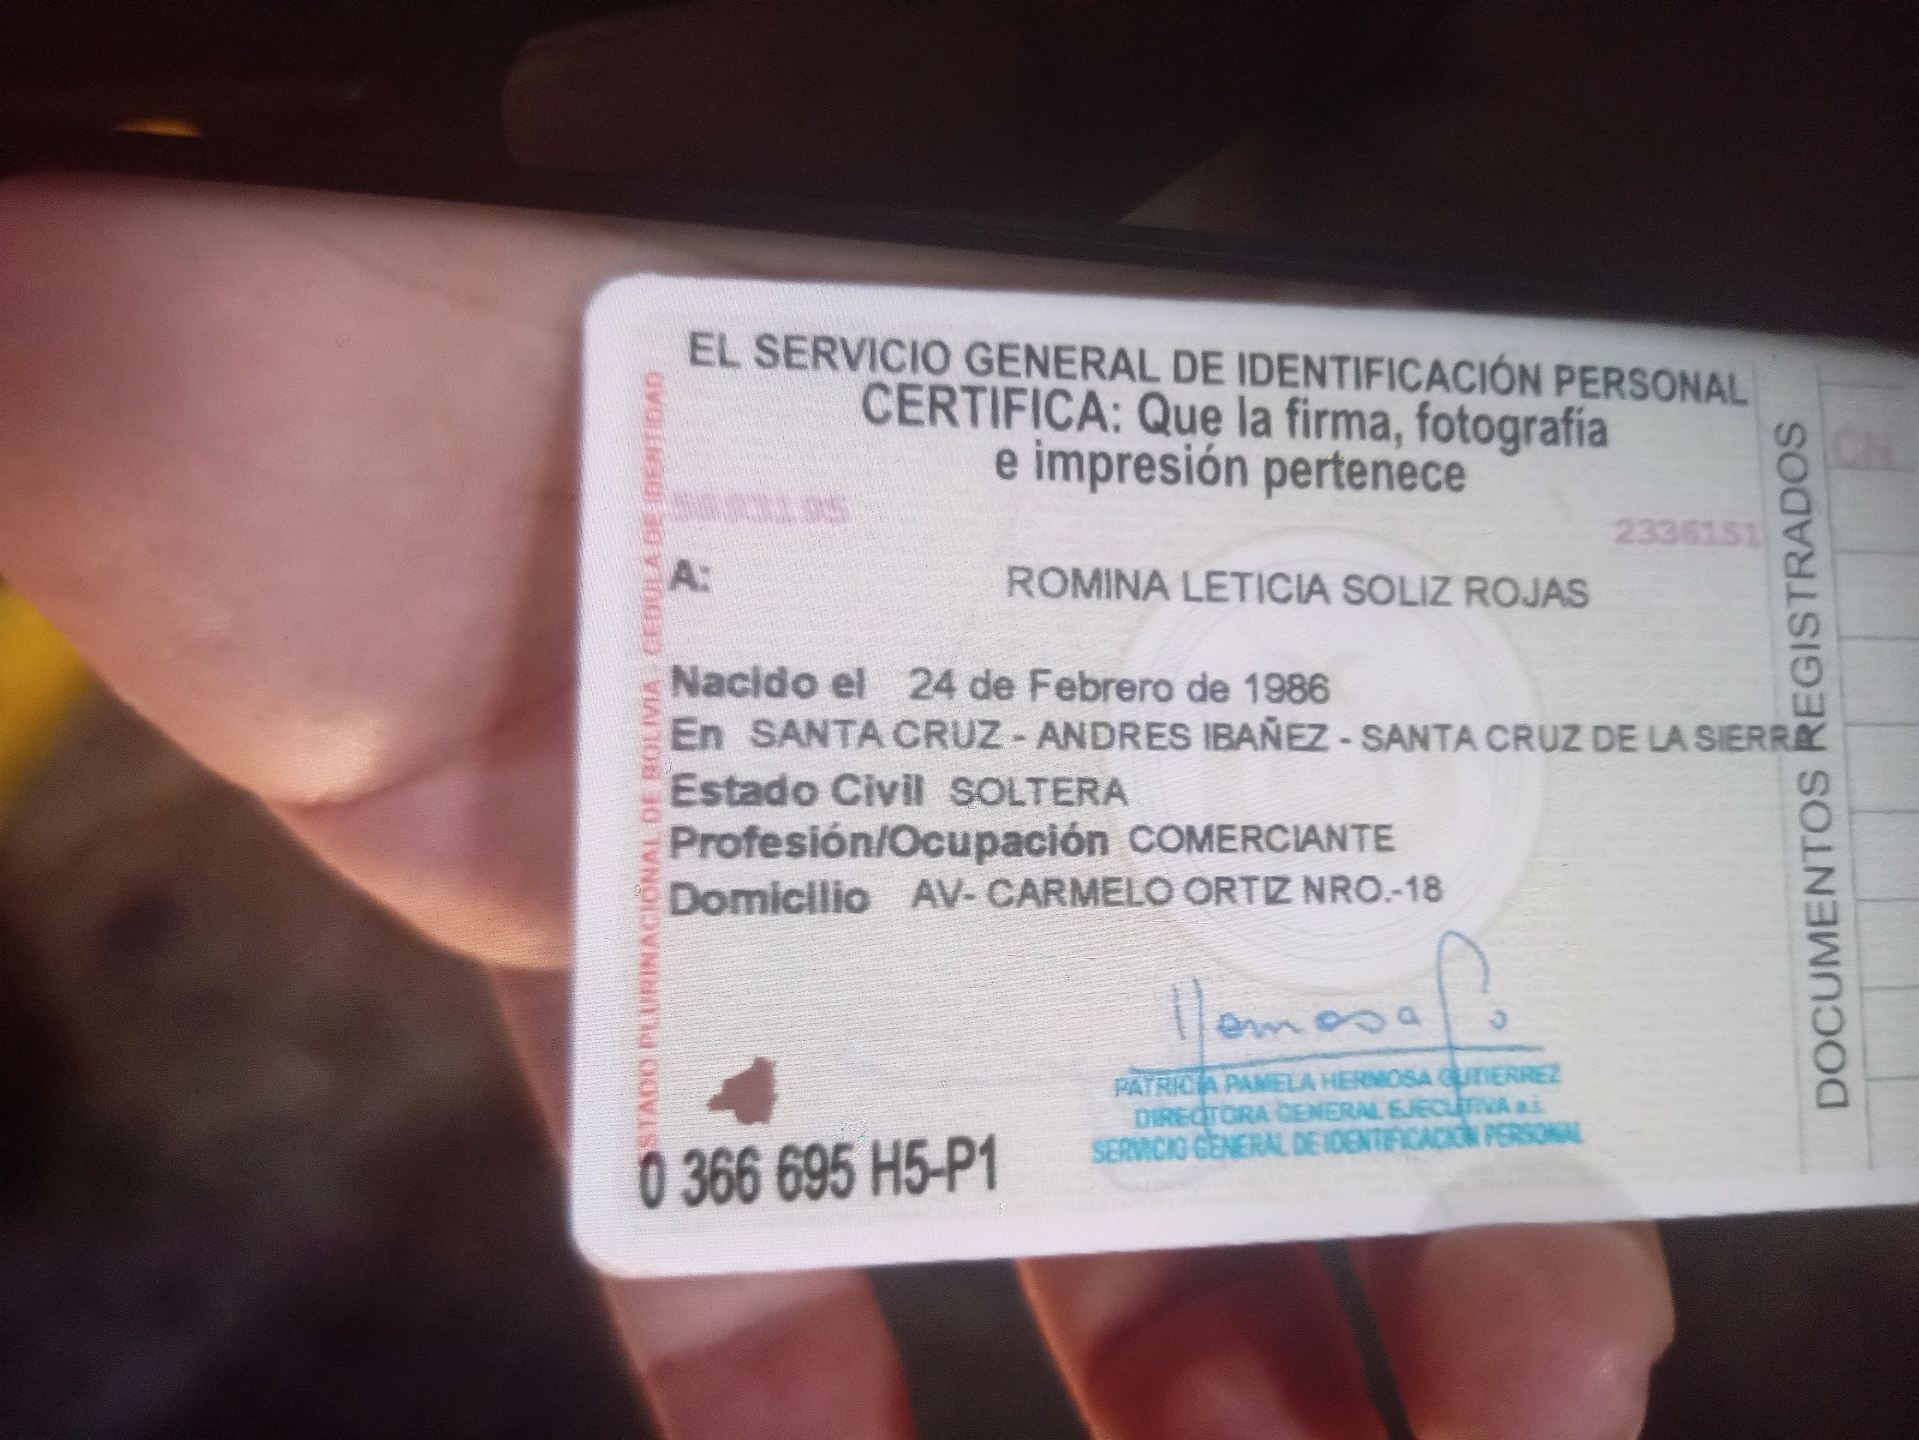 EL SERVICIO GENERAL DE IDENTIFICACIÓN PERSONAL
CERTIFICA: Que la firma, fotografía
e impresión pertenece
2336151
A: ROMINA LETICIA SOLIZ ROJAS
Nacido el 24 de Febrero de 1986
En SANTA CRUZ - ANDRES IBAÑEZ - SANTA CRUZ DE LA SIERRA
Estado Civil SOLTERA
Profesión/Ocupación COMERCIANTE
Domicilio AV- CARMELO ORTIZ NRO.-18
PATRICIA PAMELA HERMOSA GUTIERREZ
DIRECTORA GENERAL EJECUTIVA a.i.
SERVICIO GENERAL DE IDENTIFICACIÓN PERSONAL
0 366 695 H5-P1
ESTADO PLURINACIONAL DE BOLIVIA - CEDULA DE IDENTIDAD
DOCUMENTOS REGISTRADOS
CN.